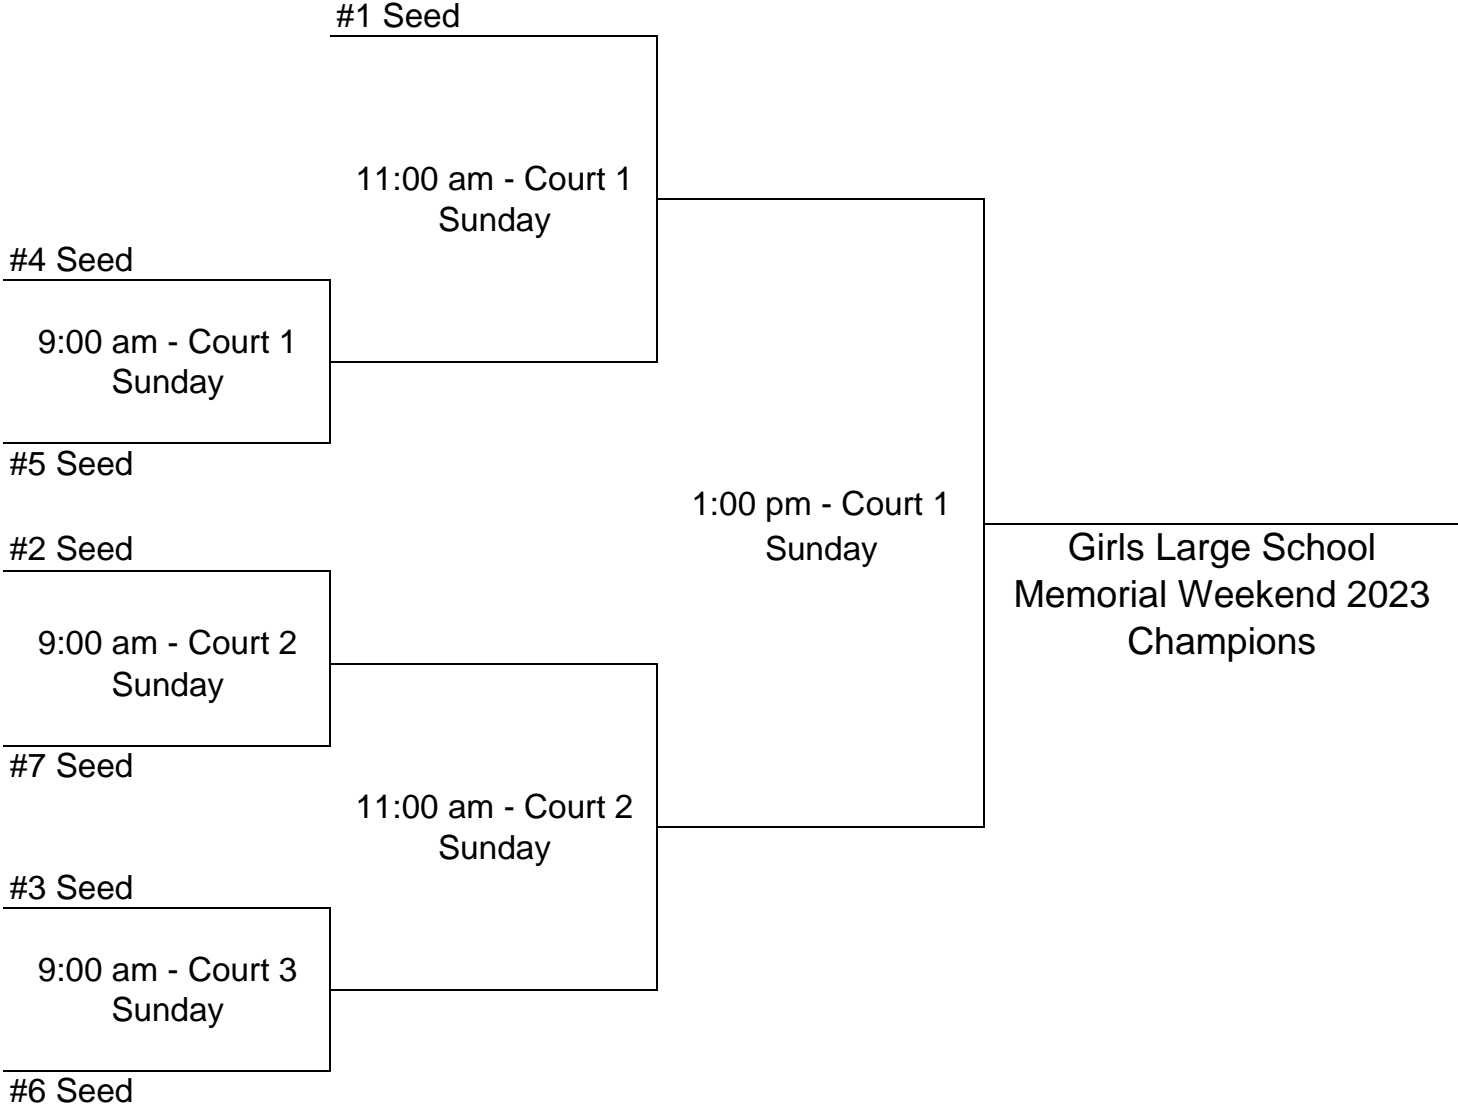 #1 Seed
11:00 am - Court 1
Sunday
#4 Seed
9:00 am - Court 1
Sunday
#5 Seed
1:00 pm - Court 1
Sunday
#2 Seed
Girls Large School
Memorial Weekend 2023
Champions
9:00 am - Court 2
Sunday
#7 Seed
11:00 am - Court 2
Sunday
#3 Seed
9:00 am - Court 3
Sunday
#6 Seed